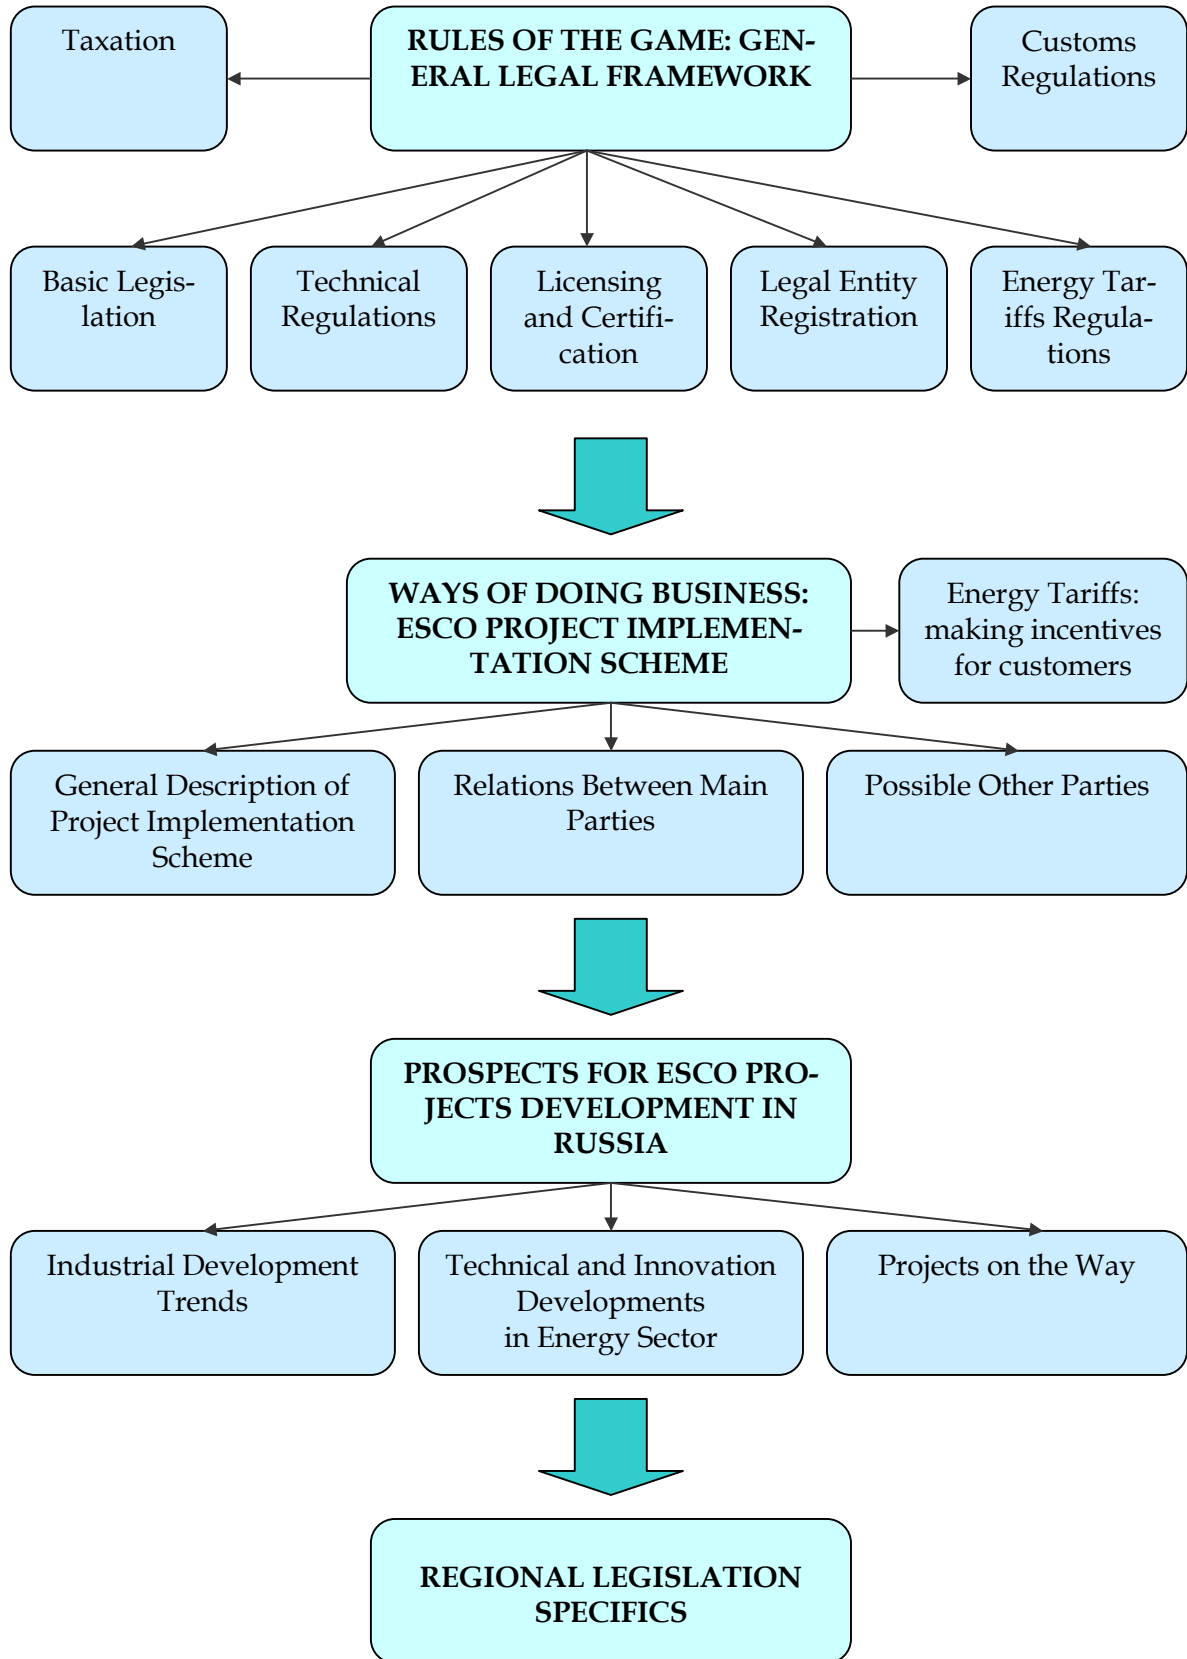 Taxation
RULES OF THE GAME: GEN-
ERAL LEGAL FRAMEWORK
Customs
Regulations
Basic Legis-
lation
Technical
Regulations
Licensing
and Certifi-
cation
Legal Entity
Registration
Energy Tar-
iffs Regula-
tions
WAYS OF DOING BUSINESS:
ESCO PROJECT IMPLEMEN-
TATION SCHEME
Energy Tariffs:
making incentives
for customers
General Description of
Project Implementation
Scheme
Relations Between Main
Parties
Possible Other Parties
PROSPECTS FOR ESCO PRO-
JECTS DEVELOPMENT IN
RUSSIA
Industrial Development
Trends
Technical and Innovation
Developments
in Energy Sector
Projects on the Way
REGIONAL LEGISLATION
SPECIFICS